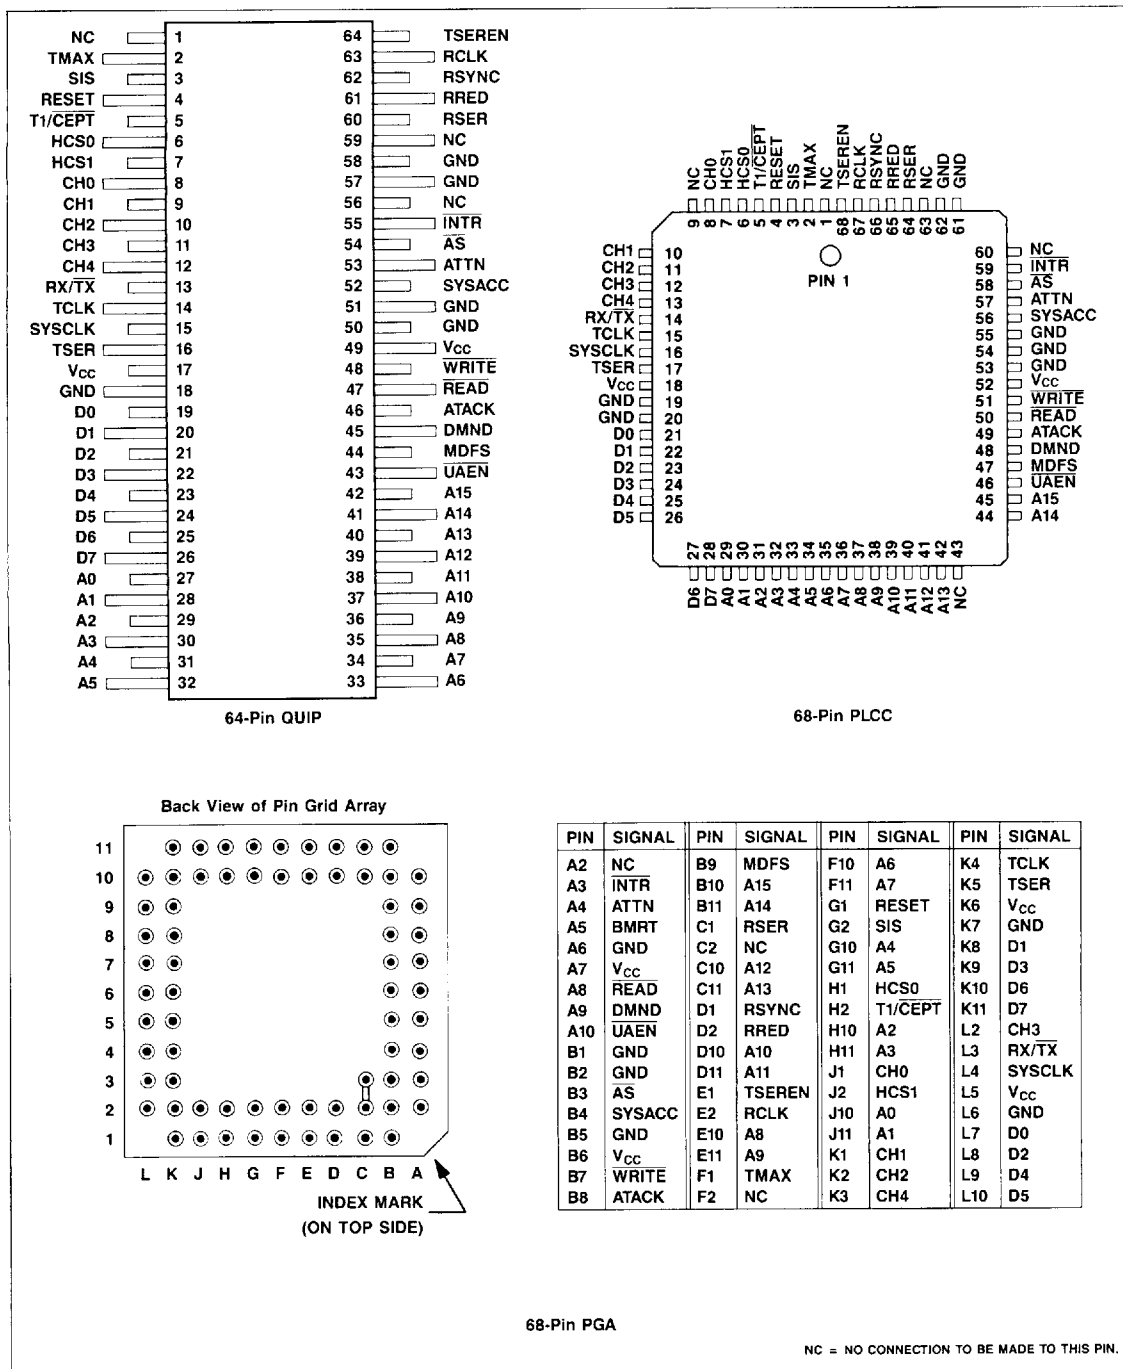 NC 1 64 TSEREN
TMAX 2 63 RCLK
SIS 3 62 RSYNC
RESET 4 61 RRED
T1/CEPT 5 60 RSER
HCS0 6 59 NC
HCS1 7 58 GND
CH0 8 57 GND
CH1 9 56 NC
CH2 10 55 INTR
CH3 11 54 AS
CH4 12 53 ATTN
RX/TX 13 52 SYSACC
TCLK 14 51 GND
SYSCLK 15 50 GND
TSER 16 49 VCC
VCC 17 48 WRITE
GND 18 47 READ
D0 19 46 ATACK
D1 20 45 DMND
D2 21 44 MDFS
D3 22 43 UAEN
D4 23 42 A15
D5 24 41 A14
D6 25 40 A13
D7 26 39 A12
A0 27 38 A11
A1 28 37 A10
A2 29 36 A9
A3 30 35 A8
A4 31 34 A7
A5 32 33 A6
64-Pin QUIP
NC CH0 HCS1 HCS0 T1/CEPT RESET SIS TMAX NC TSEREN RCLK RSYNC RRED RSER NC GND GND
9 8 7 6 5 4 3 2 1 68 67 66 65 64 63 62 61
PIN 1
CH1 10 60 NC
CH2 11 59 INTR
CH3 12 58 AS
CH4 13 57 ATTN
RX/TX 14 56 SYSACC
TCLK 15 55 GND
SYSCLK 16 54 GND
TSER 17 53 GND
VCC 18 52 VCC
GND 19 51 WRITE
GND 20 50 READ
D0 21 49 ATACK
D1 22 48 DMND
D2 23 47 MDFS
D3 24 46 UAEN
D4 25 45 A15
D5 26 44 A14
27 28 29 30 31 32 33 34 35 36 37 38 39 40 41 42 43
D6 D7 A0 A1 A2 A3 A4 A5 A6 A7 A8 A9 A10 A11 A12 A13 NC
68-Pin PLCC
Back View of Pin Grid Array
11
10
9
8
7
6
5
4
3
2
1
L K J H G F E D C B A
INDEX MARK
(ON TOP SIDE)
PIN SIGNAL PIN SIGNAL PIN SIGNAL PIN SIGNAL
A2 NC B9 MDFS F10 A6 K4 TCLK
A3 INTR B10 A15 F11 A7 K5 TSER
A4 ATTN B11 A14 G1 RESET K6 VCC
A5 BMRT C1 RSER G2 SIS K7 GND
A6 GND C2 NC G10 A4 K8 D1
A7 VCC C10 A12 G11 A5 K9 D3
A8 READ C11 A13 H1 HCS0 K10 D6
A9 DMND D1 RSYNC H2 T1/CEPT K11 D7
A10 UAEN D2 RRED H10 A2 L2 CH3
B1 GND D10 A10 H11 A3 L3 RX/TX
B2 GND D11 A11 J1 CH0 L4 SYSCLK
B3 AS E1 TSEREN J2 HCS1 L5 VCC
B4 SYSACC E2 RCLK J10 A0 L6 GND
B5 GND E10 A8 J11 A1 L7 D0
B6 VCC E11 A9 K1 CH1 L8 D2
B7 WRITE F1 TMAX K2 CH2 L9 D4
B8 ATACK F2 NC K3 CH4 L10 D5
68-Pin PGA
NC = NO CONNECTION TO BE MADE TO THIS PIN.